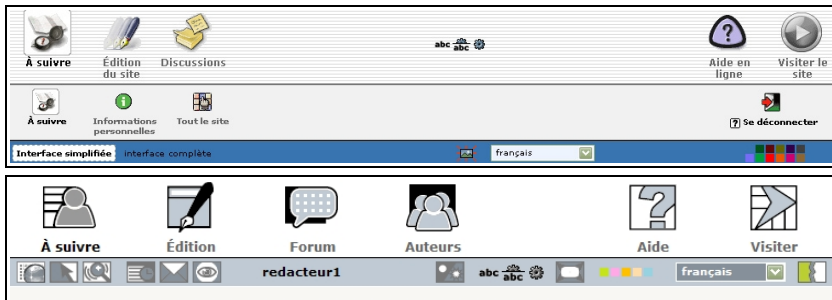 abc abc
À suivre Édition du site Discussions Aide en ligne Visiter le site
À suivre Informations personnelles Tout le site ? Se déconnecter
Interface simplifiée interface complète français
À suivre Édition Forum Auteurs Aide Visiter
redacteur1 abc abc français